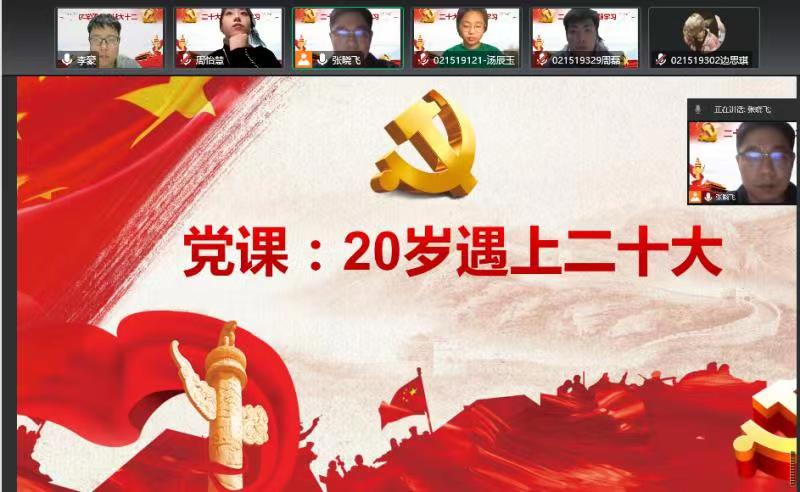 李蒙
周怡慧
张晓飞
021519121-汤辰玉
021519329周磊
021519302边思琪
正在讲话: 张晓飞;
张晓飞
党课：20岁遇上二十大